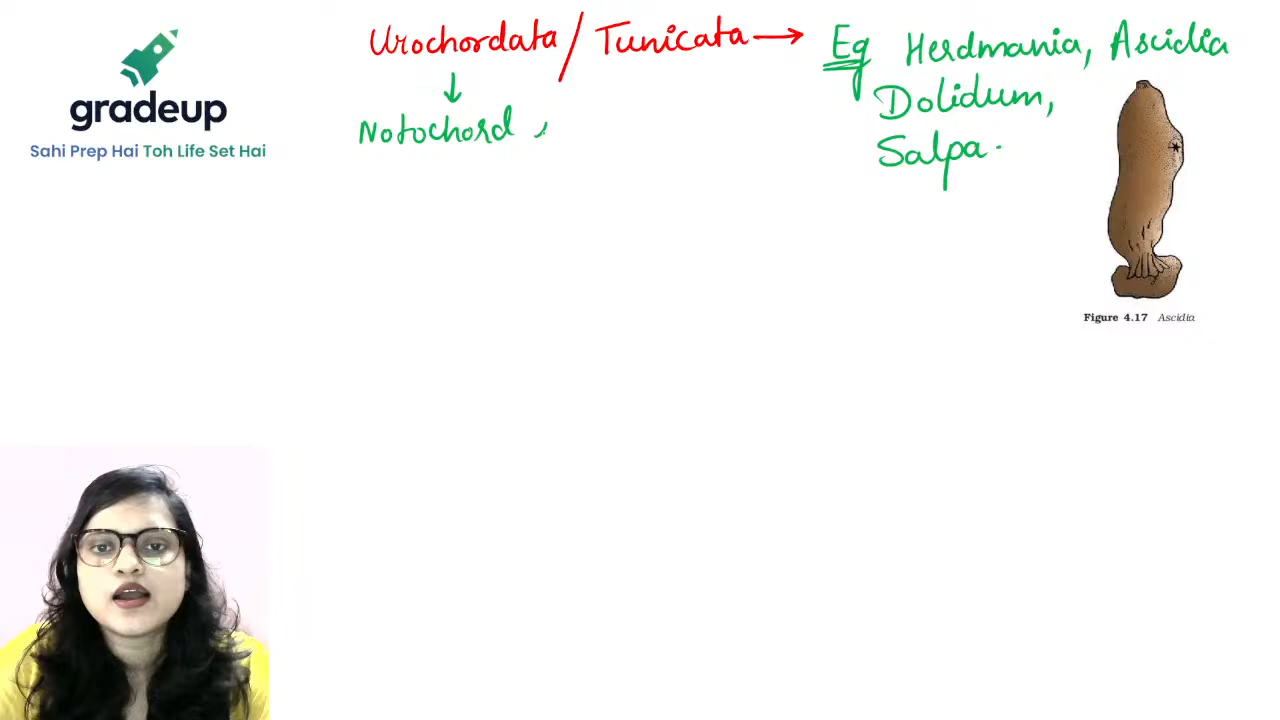 gradeup
Sahi Prep Hai Toh Life Set Hai
Urochordata / Tunicata → Eg Herdmania, Ascidia
Dolidum,
Salpa.
↓
Notochord
Figure 4.17 Ascidia